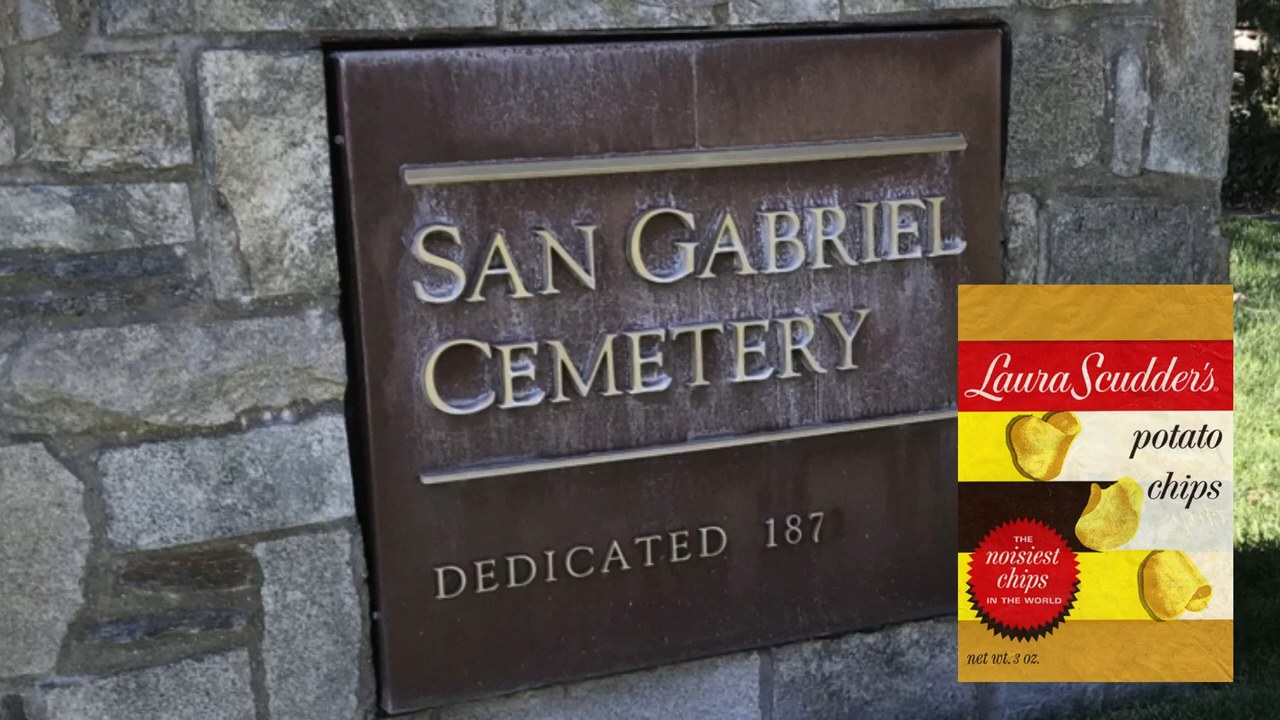 SAN GABRIEL
CEMETERY
DEDICATED 187
Laura Scudder's®
potato
chips
THE
noisiest
chips
IN THE WORLD
net wt. 3 oz.